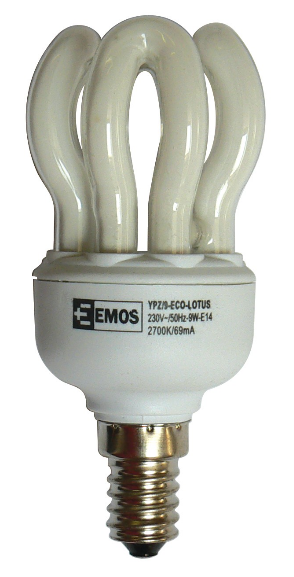 EMOS
YPZ/9-ECO-LOTUS
230V~/50Hz-9W-E14
2700K/69mA